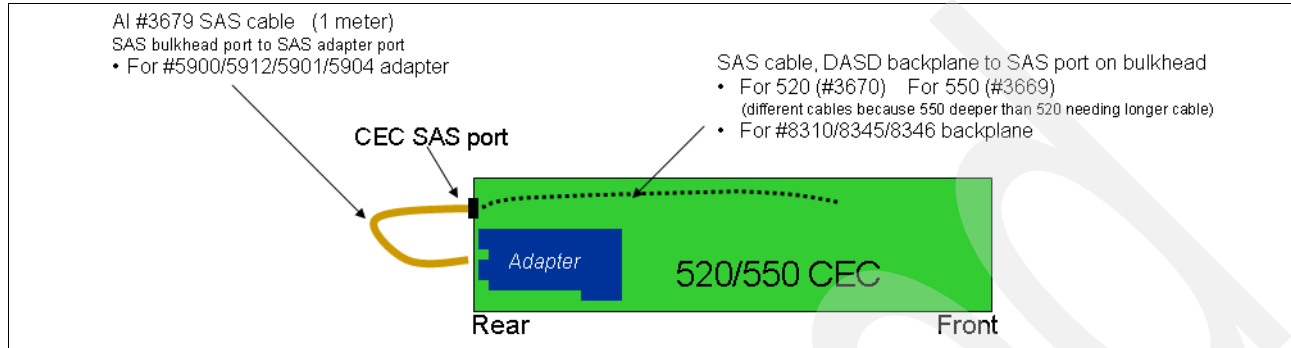 AI #3679 SAS cable (1 meter)
SAS bulkhead port to SAS adapter port
• For #5900/5912/5901/5904 adapter
SAS cable, DASD backplane to SAS port on bulkhead
• For 520 (#3670) For 550 (#3669)
(different cables because 550 deeper than 520 needing longer cable)
• For #8310/8345/8346 backplane
CEC SAS port
Adapter
520/550 CEC
Rear
Front